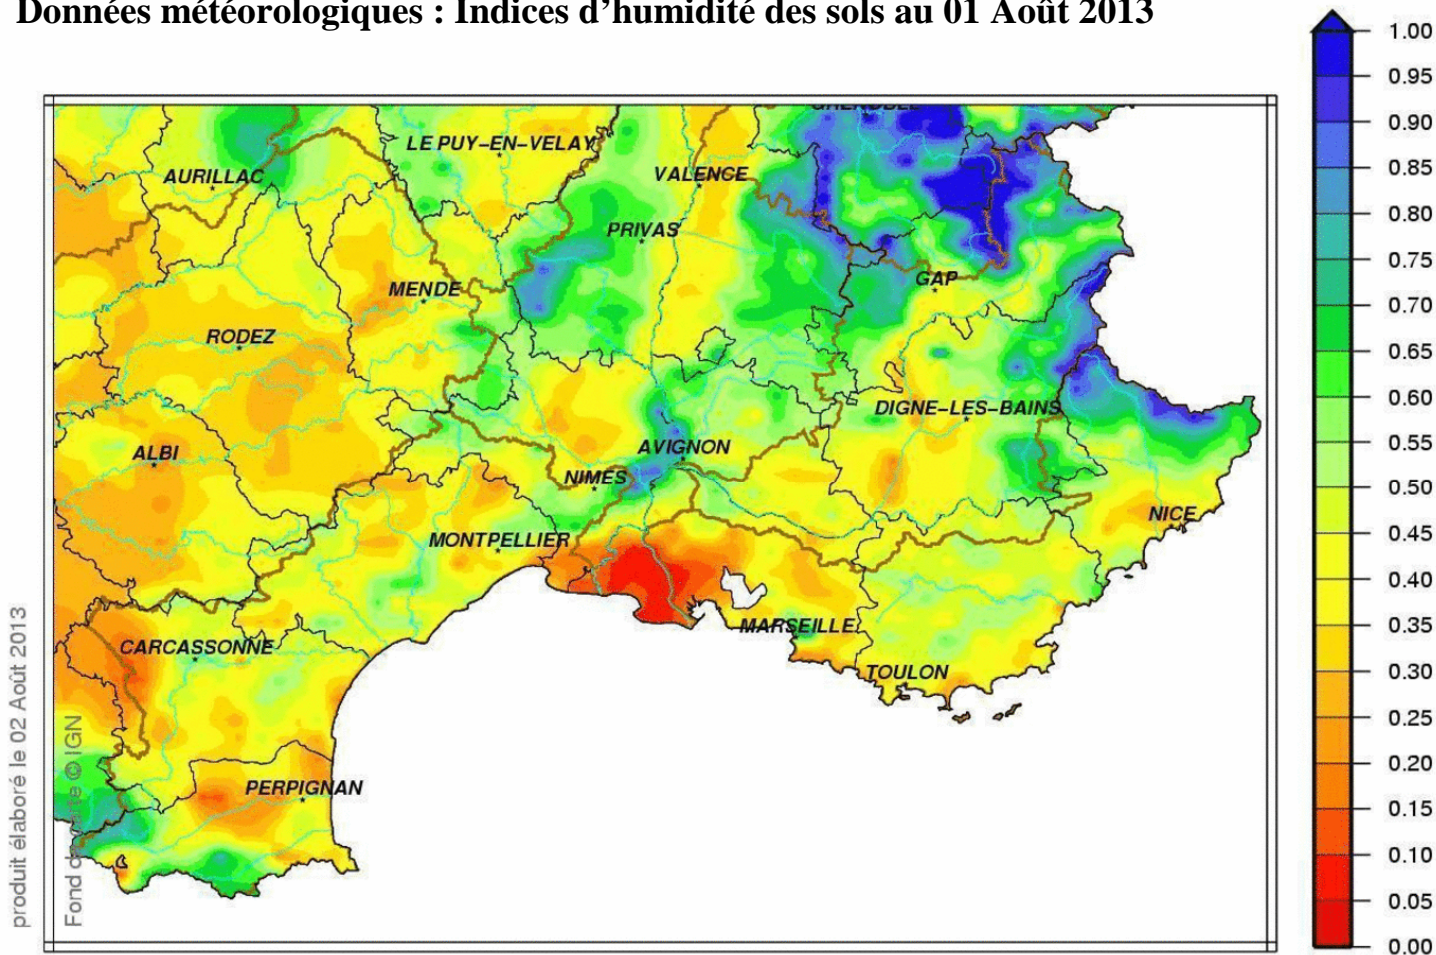 Données météorologiques : Indices d’humidité des sols au 01 Août 2013
1.00
0.95
0.90
0.85
0.80
0.75
0.70
0.65
0.60
0.55
0.50
0.45
0.40
0.35
0.30
0.25
0.20
0.15
0.10
0.05
0.00
GRENOBLE
LE PUY–EN–VELAY
AURILLAC
VALENCE
PRIVAS
GAP
MENDE
RODEZ
DIGNE–LES–BAINS
AVIGNON
ALBI
NIMES
NICE
MONTPELLIER
MARSEILLE
CARCASSONNE
TOULON
PERPIGNAN
produit élaboré le 02 Août 2013
Fond de carte © IGN